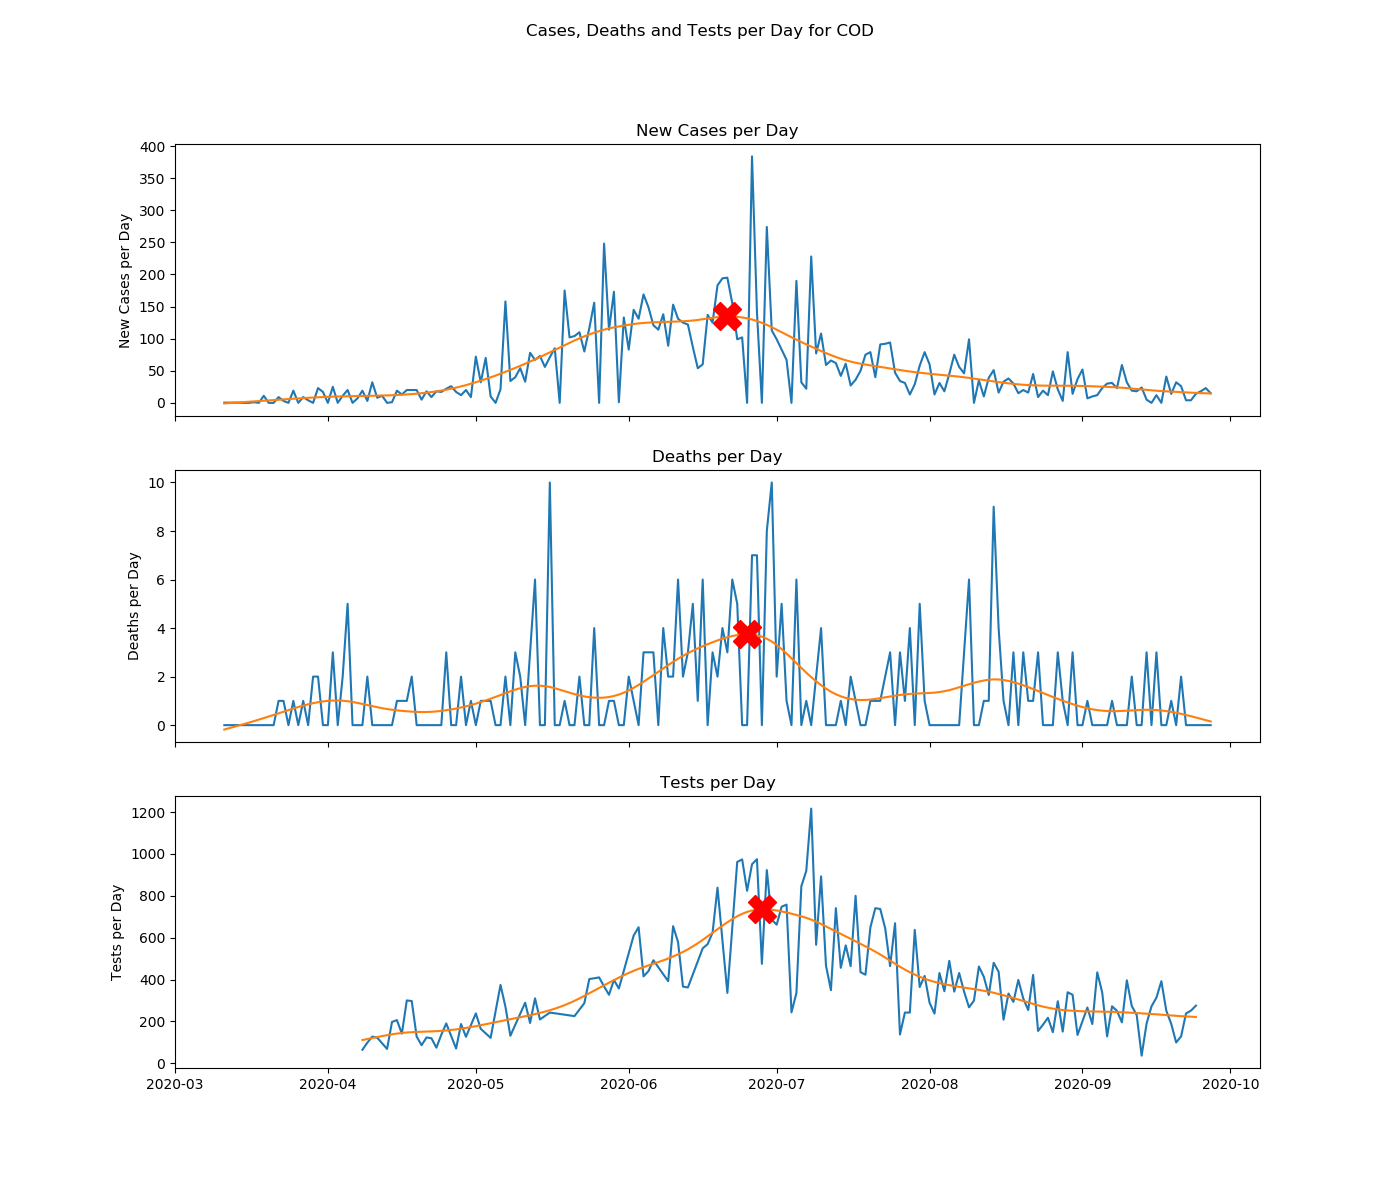 Cases, Deaths and Tests per Day for COD
New Cases per Day
New Cases per Day
400
350
300
250
200
150
100
50
0
Deaths per Day
Deaths per Day
10
8
6
4
2
0
Tests per Day
Tests per Day
1200
1000
800
600
400
200
0
2020-03 2020-04 2020-05 2020-06 2020-07 2020-08 2020-09 2020-10